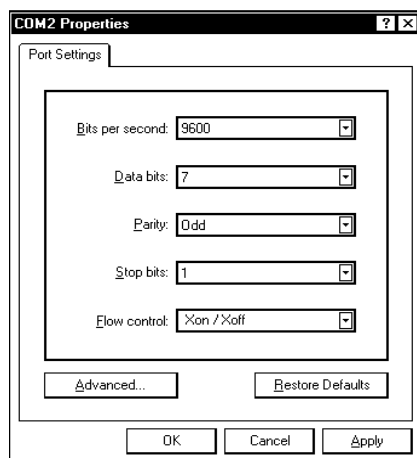 COM2 Properties ? X
Port Settings
Bits per second: 9600
Data bits: 7
Parity: Odd
Stop bits: 1
Flow control: Xon / Xoff
Advanced... Restore Defaults
OK Cancel Apply